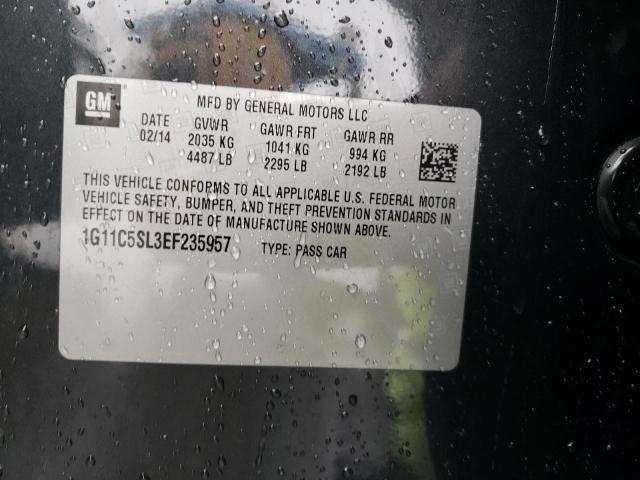 GM
MFD BY GENERAL MOTORS LLC
DATE GVWR GAWR FRT GAWR RR
02/14 2035 KG 1041 KG 994 KG
4487 LB 2295 LB 2192 LB
THIS VEHICLE CONFORMS TO ALL APPLICABLE U.S. FEDERAL MOTOR
VEHICLE SAFETY, BUMPER, AND THEFT PREVENTION STANDARDS IN
EFFECT ON THE DATE OF MANUFACTURE SHOWN ABOVE.
1G11C5SL3EF235957 TYPE: PASS CAR